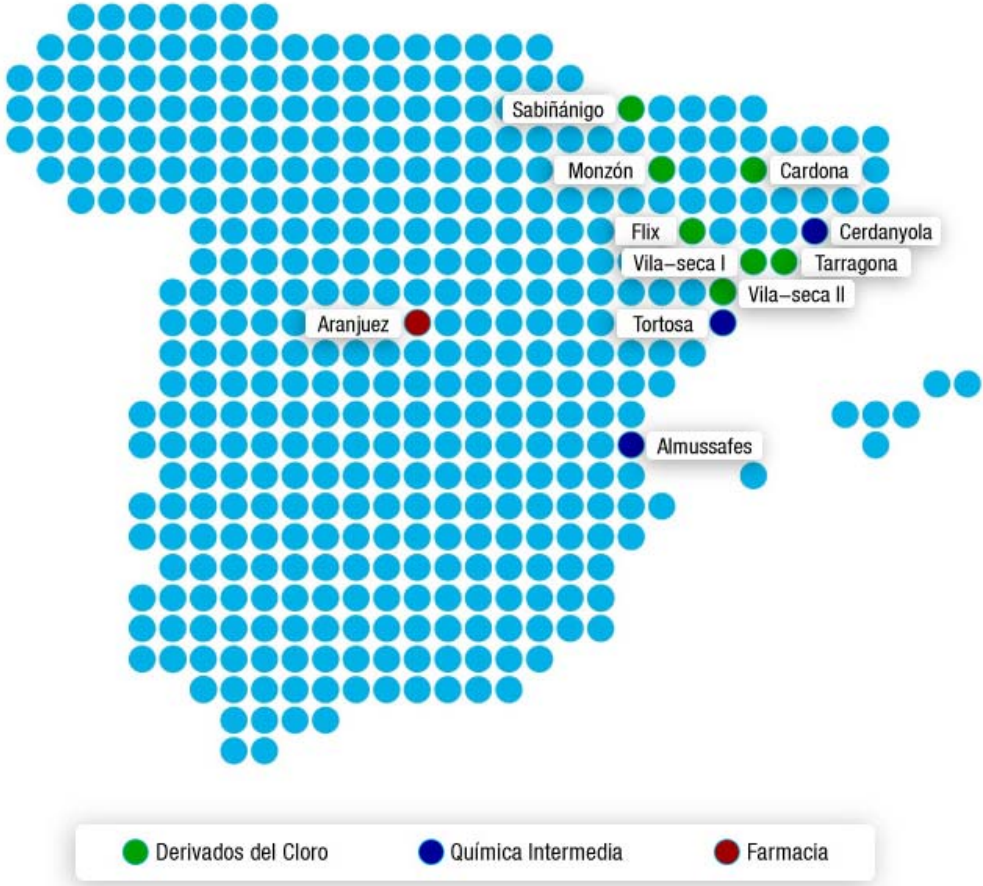 Sabiñánigo
Monzón
Cardona
Flix
Cerdanyola
Vila–seca I
Tarragona
Vila–seca II
Aranjuez
Tortosa
Almussafes
Derivados del Cloro
Química Intermedia
Farmacia